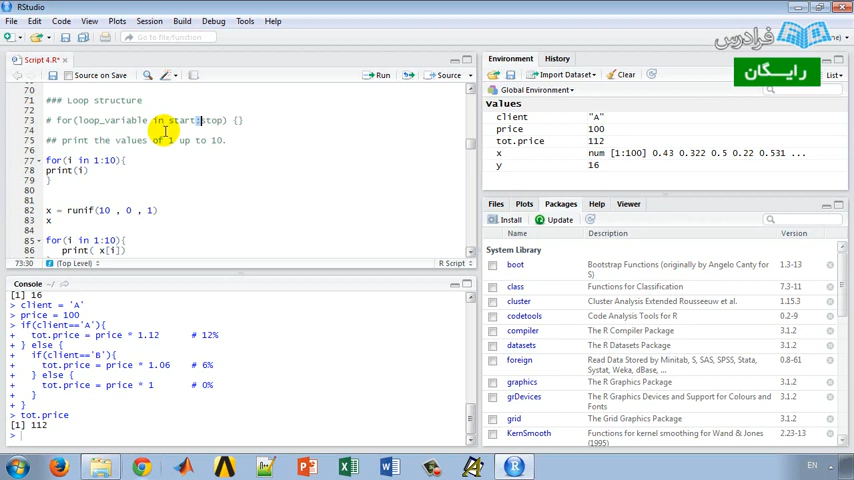 RStudio
File Edit Code View Plots Session Build Debug Tools Help
Go to file/function
فرادرس
رایـــگان
Script 4.R*
Source on Save
Run
Source
70
71 ### Loop structure
72
73 # for(loop_variable in start:stop) {}
74
75 ## print the values of 1 up to 10.
76
77 for(i in 1:10){
78 print(i)
79 }
80
81
82 x = runif(10 , 0 , 1)
83 x
84
85 for(i in 1:10){
86 print( x[i])
73:30 (Top Level)
R Script
Console ~/
[1] 16
> client = 'A'
> price = 100
> if(client=='A'){
+ tot.price = price * 1.12 # 12%
+ } else {
+ if(client=='B'){
+ tot.price = price * 1.06 # 6%
+ } else {
+ tot.price = price * 1 # 0%
+ }
+ }
> tot.price
[1] 112
>
Environment History
Import Dataset Clear List
Global Environment
Values
client "A"
price 100
tot.price 112
x num [1:100] 0.43 0.322 0.5 0.22 0.531 ...
y 16
Files Plots Packages Help Viewer
Install Update
Name Description Version
System Library
boot Bootstrap Functions (originally by Angelo Canty for S) 1.3-13
class Functions for Classification 7.3-11
cluster Cluster Analysis Extended Rousseeuw et al. 1.15.3
codetools Code Analysis Tools for R 0.2-8
compiler The R Compiler Package 3.1.2
datasets The R Datasets Package 3.1.2
foreign Read Data Stored by Minitab, S, SAS, SPSS, Stata, Systat, Weka, dBase, ... 0.8-61
graphics The R Graphics Package 3.1.2
grDevices The R Graphics Devices and Support for Colours and Fonts 3.1.2
grid The Grid Graphics Package 3.1.2
KernSmooth Functions for kernel smoothing for Wand & Jones (1995) 2.23-13
EN